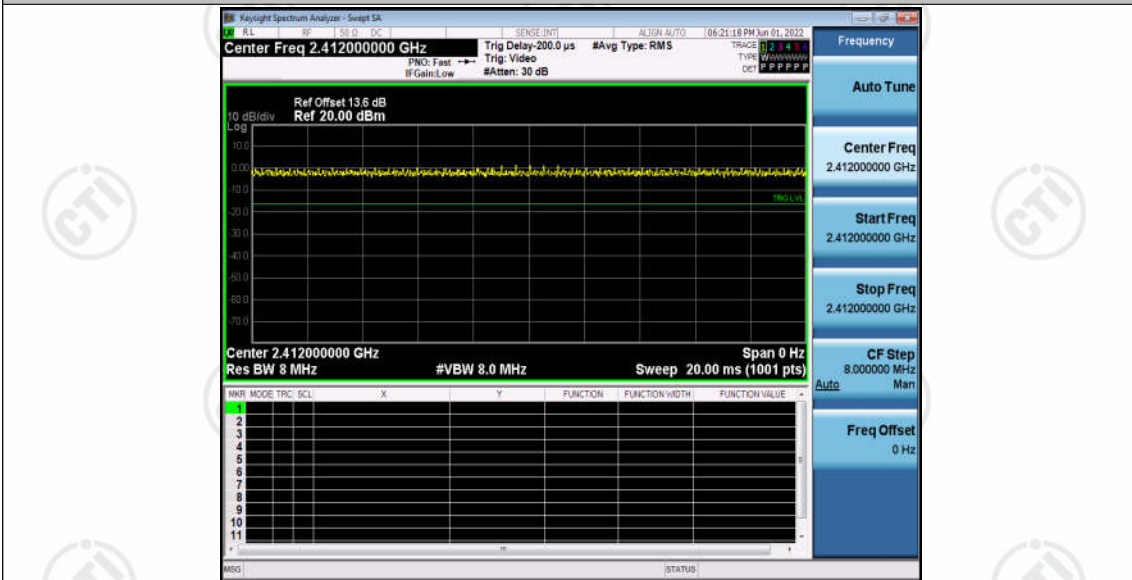 Keysight Spectrum Analyzer - Swept SA
RL RF 50 Ω DC SENSE:INT ALIGN AUTO 06:21:18 PM Jun 01, 2022
Center Freq 2.412000000 GHz
PNO: Fast
IFGain:Low
Trig Delay-200.0 µs
Trig: Video
#Atten: 30 dB
#Avg Type: RMS
TRACE 1 2 3 4 5 6
TYPE WWWWWW
DET P P P P P P
Frequency
Auto Tune
Center Freq
2.412000000 GHz
Start Freq
2.412000000 GHz
Stop Freq
2.412000000 GHz
CF Step
8.000000 MHz
Auto Man
Freq Offset
0 Hz
Ref Offset 13.6 dB
10 dB/div Ref 20.00 dBm
Log
10.0
0.00
-10.0
-20.0
-30.0
-40.0
-50.0
-60.0
-70.0
TRIG LVL
Center 2.412000000 GHz Span 0 Hz
Res BW 8 MHz #VBW 8.0 MHz Sweep 20.00 ms (1001 pts)
MKR MODE TRC SCL X Y FUNCTION FUNCTION WIDTH FUNCTION VALUE
1
2
3
4
5
6
7
8
9
10
11
MSG STATUS
CTI
CTI